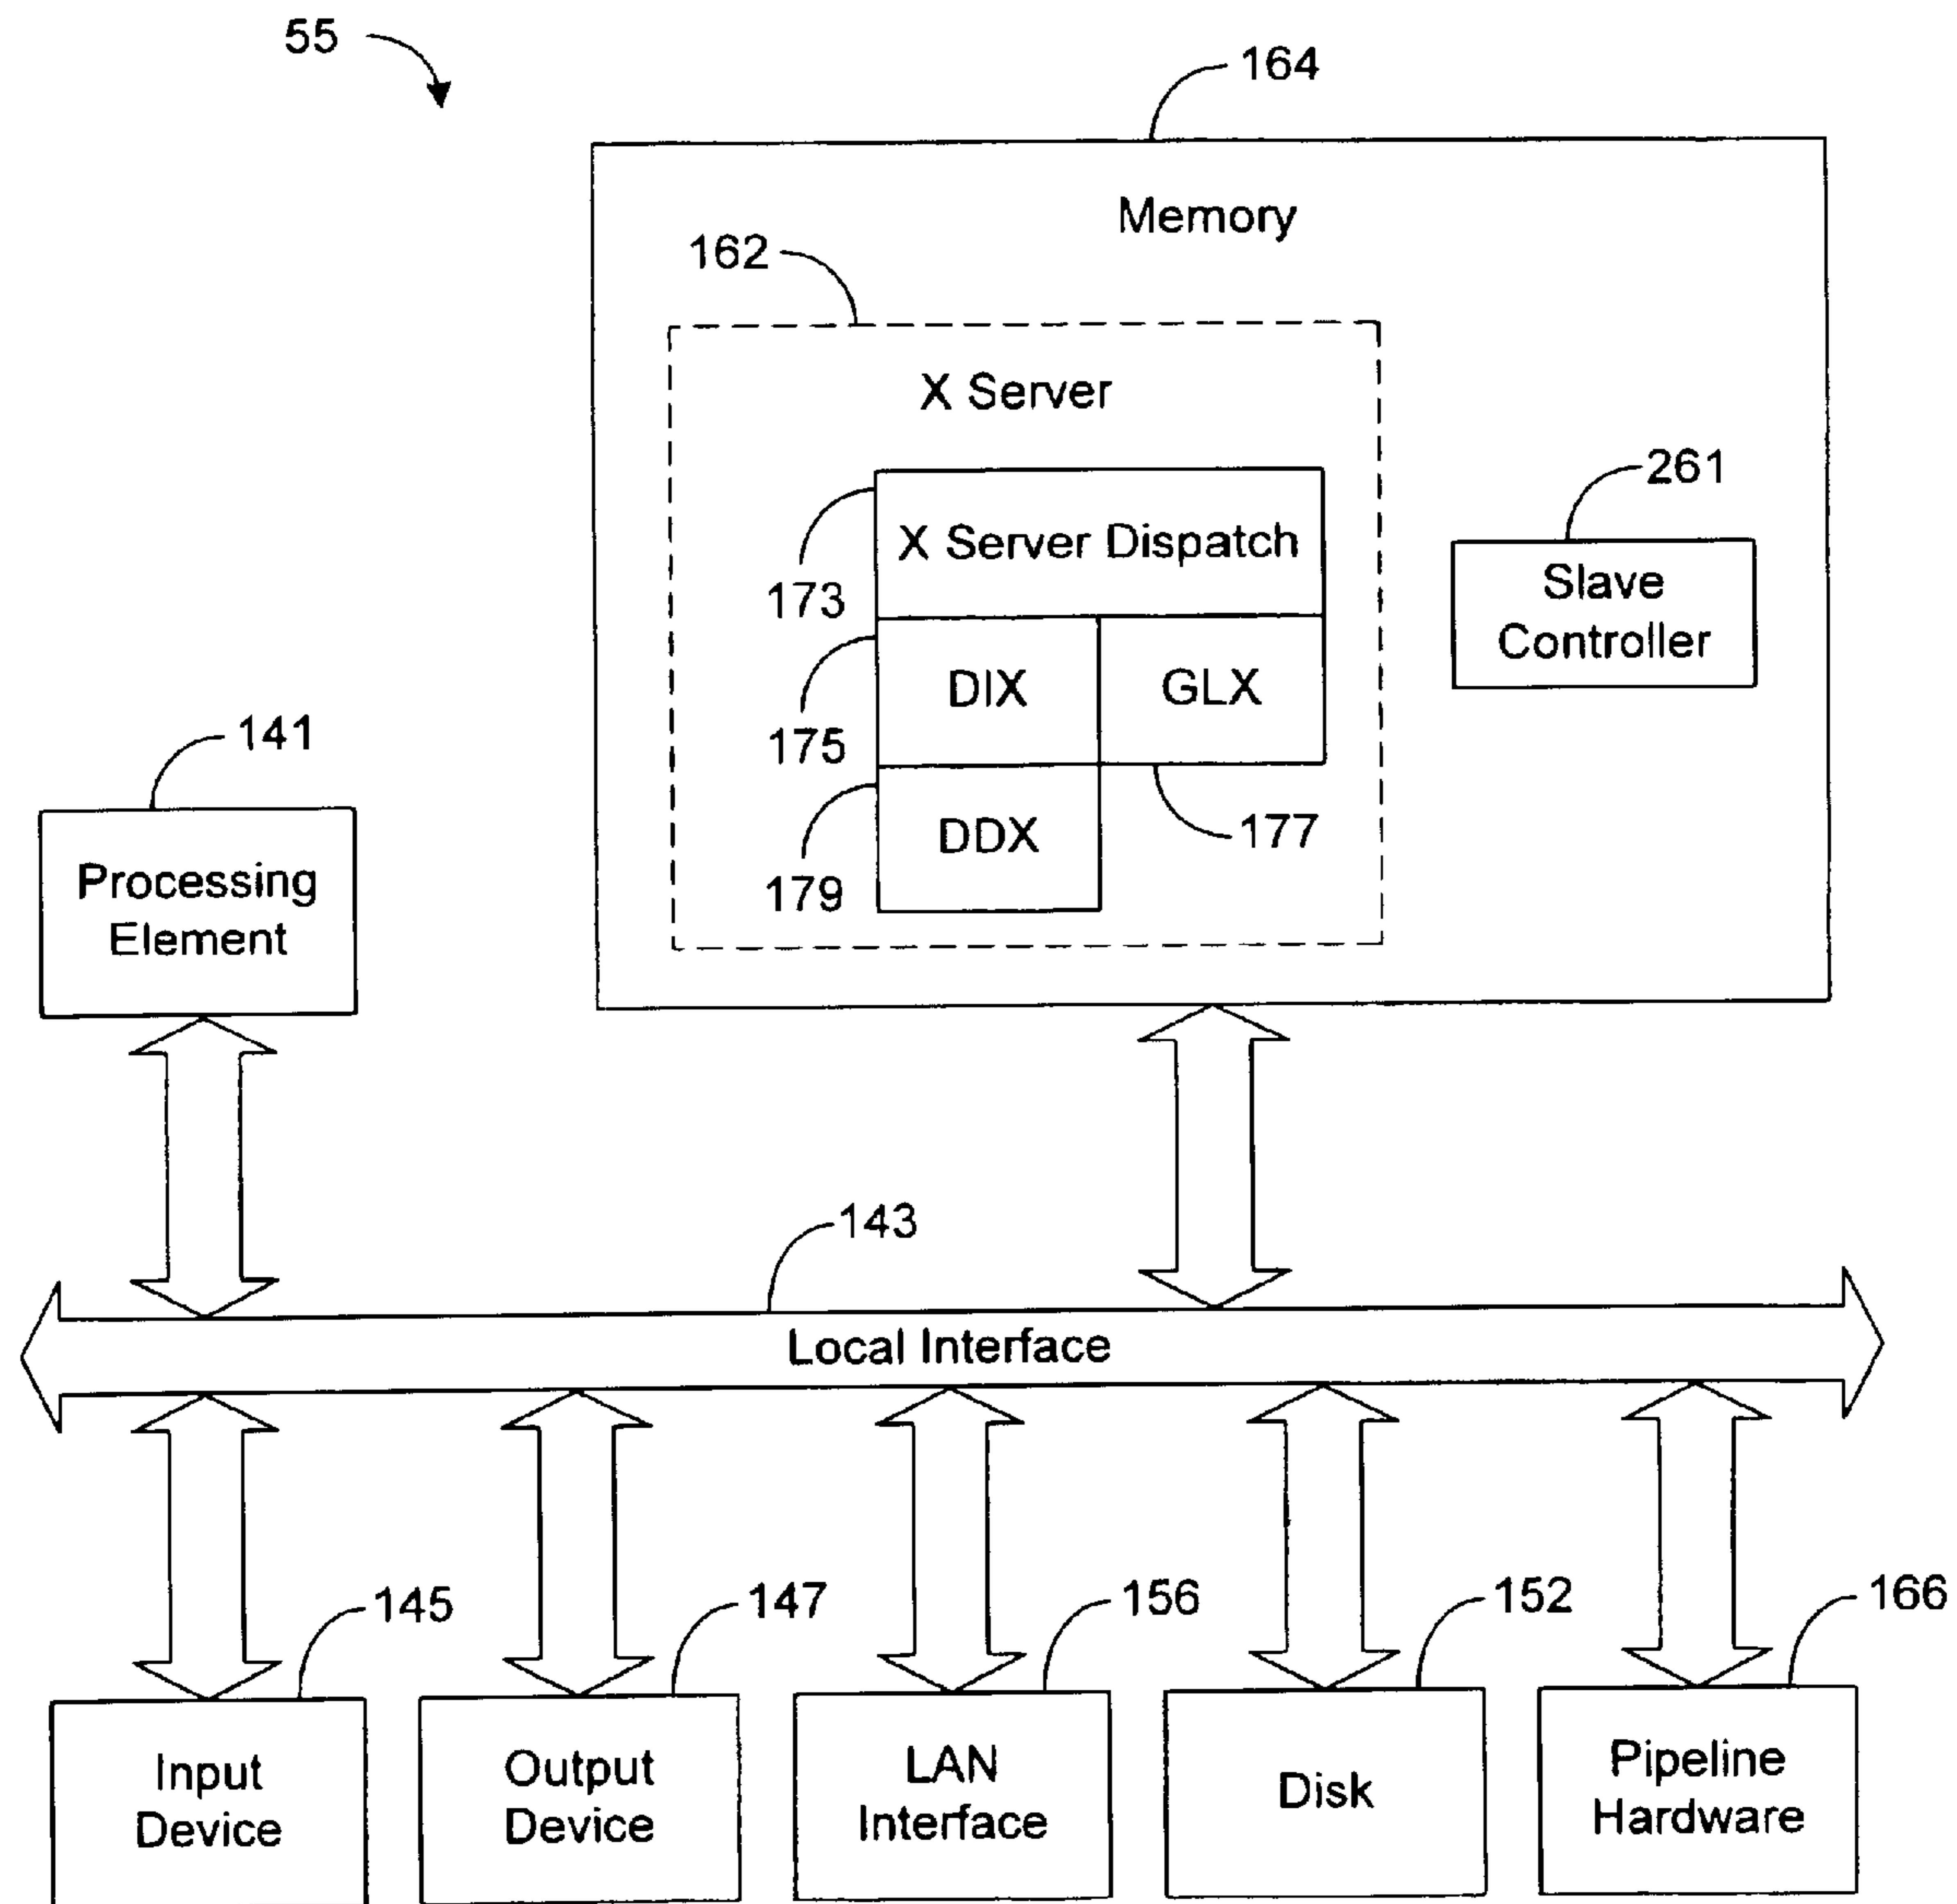 55
164
Memory
162
X Server
261
X Server Dispatch
173
Slave
Controller
DIX
GLX
175
141
DDX
177
179
Processing
Element
143
Local Interface
145
147
156
152
166
Input
Device
Output
Device
LAN
Interface
Disk
Pipeline
Hardware